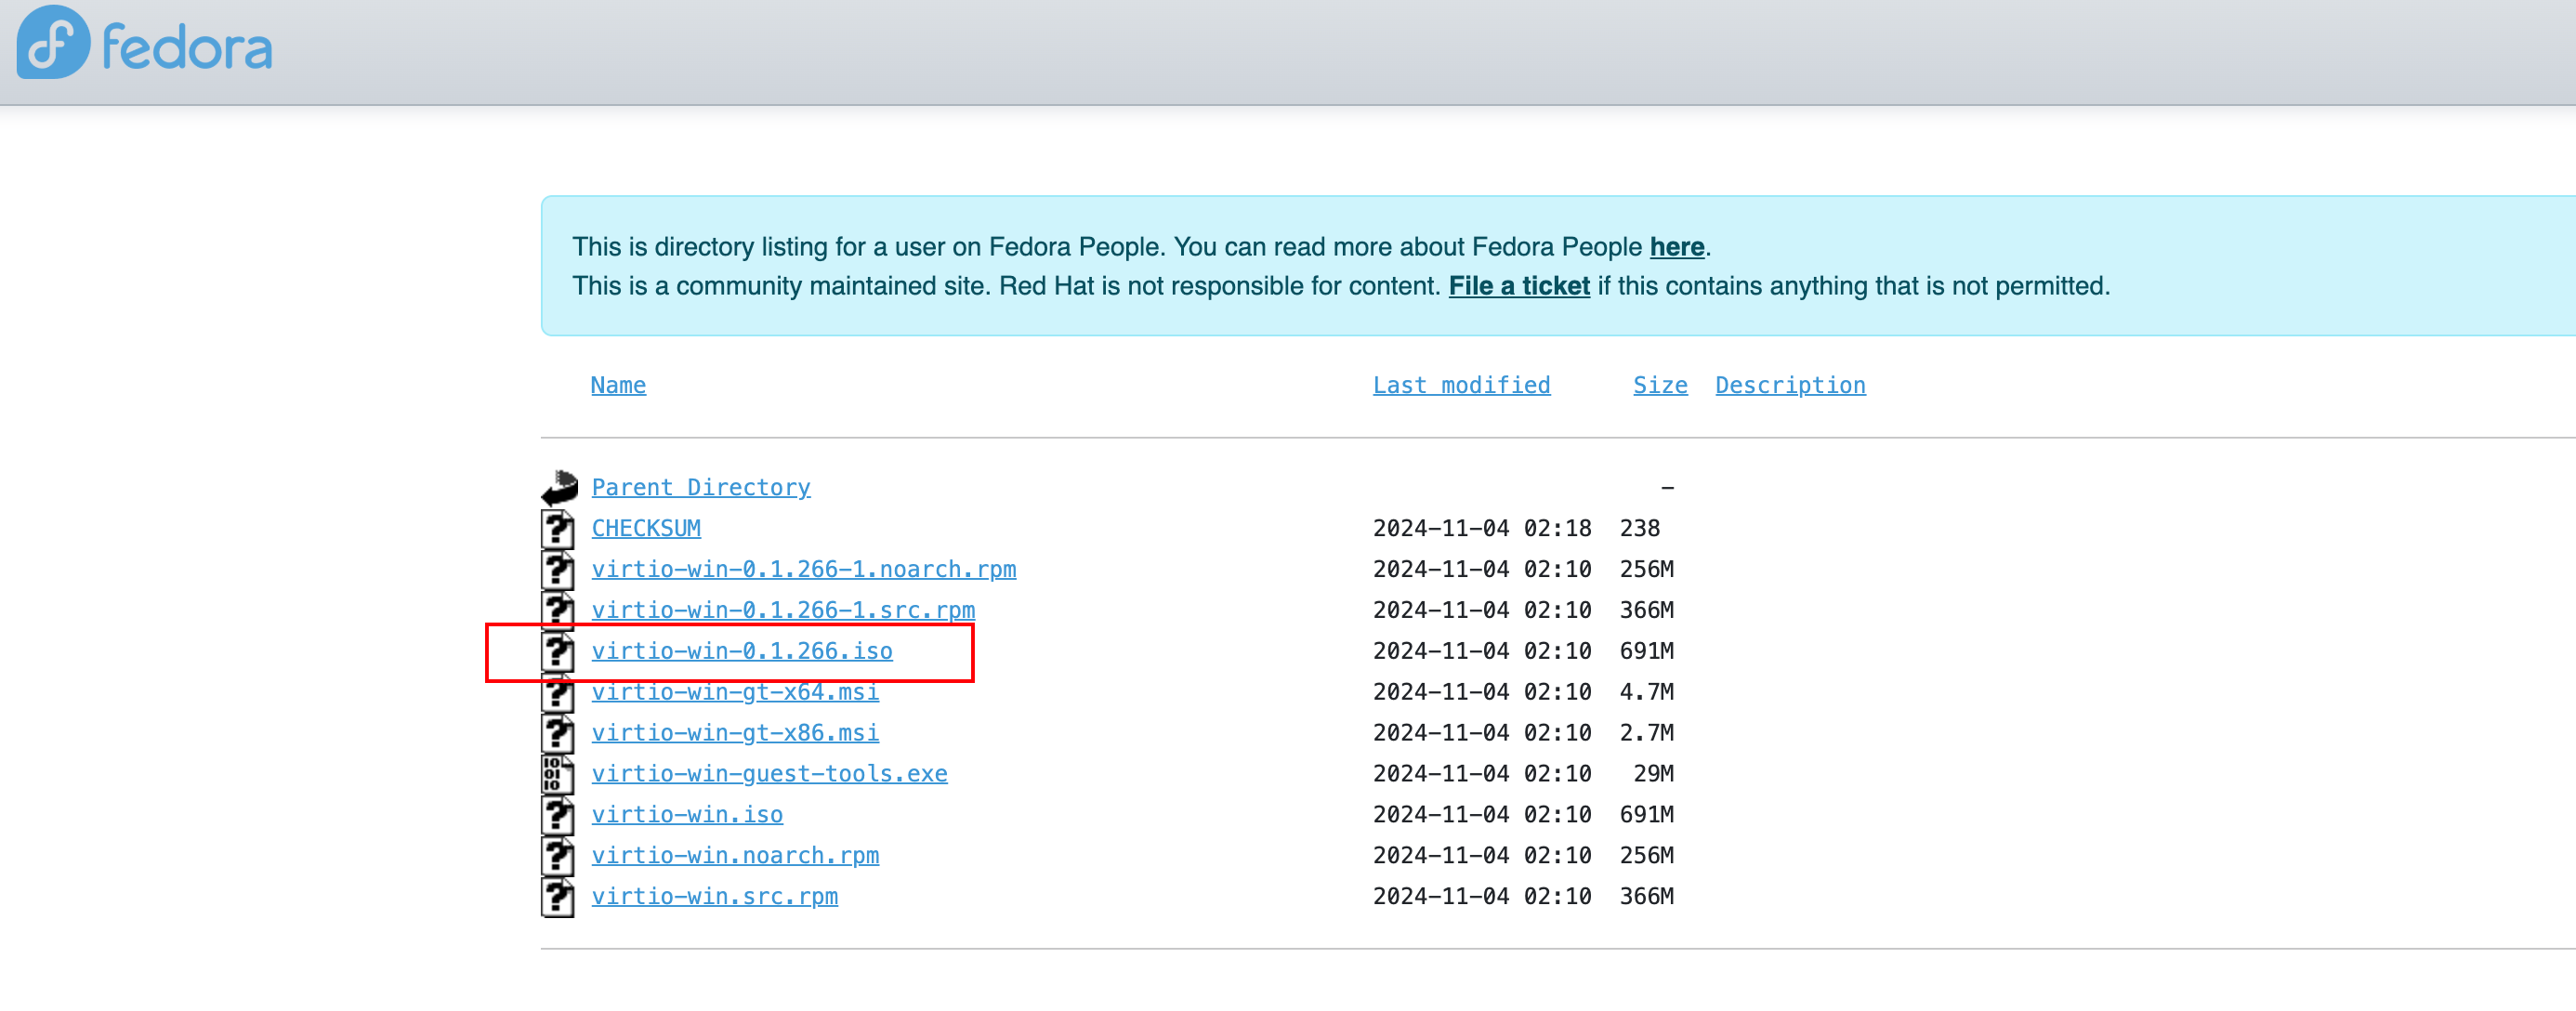 fedora
This is directory listing for a user on Fedora People. You can read more about Fedora People here.
This is a community maintained site. Red Hat is not responsible for content. File a ticket if this contains anything that is not permitted.
Name Last modified Size Description
Parent Directory -
CHECKSUM 2024-11-04 02:18 238
virtio-win-0.1.266-1.noarch.rpm 2024-11-04 02:10 256M
virtio-win-0.1.266-1.src.rpm 2024-11-04 02:10 366M
virtio-win-0.1.266.iso 2024-11-04 02:10 691M
virtio-win-gt-x64.msi 2024-11-04 02:10 4.7M
virtio-win-gt-x86.msi 2024-11-04 02:10 2.7M
virtio-win-guest-tools.exe 2024-11-04 02:10 29M
virtio-win.iso 2024-11-04 02:10 691M
virtio-win.noarch.rpm 2024-11-04 02:10 256M
virtio-win.src.rpm 2024-11-04 02:10 366M